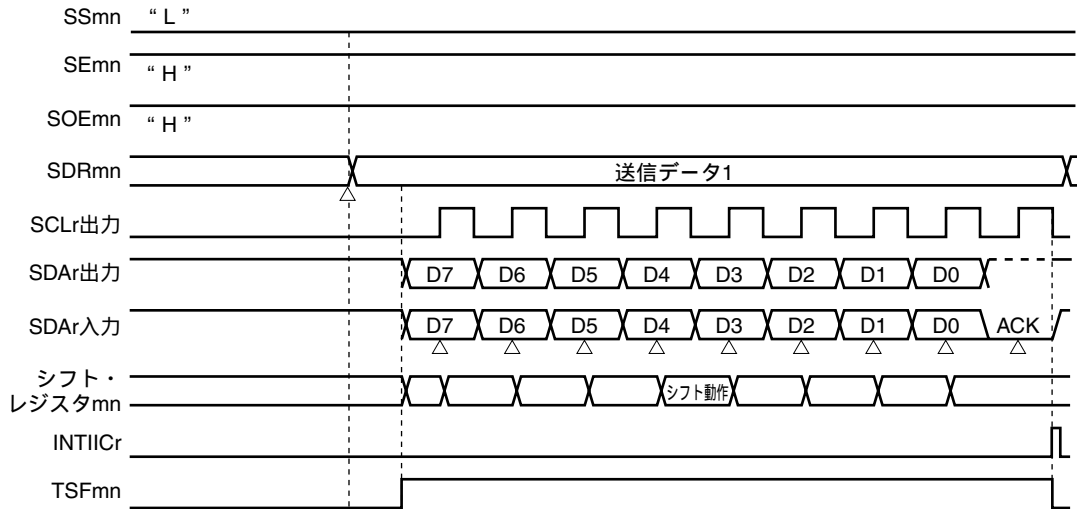 SSmn “ L ”
SEmn “ H ”
SOEmn “ H ”
SDRmn 送信データ1
SCLr出力
SDAr出力 D7 D6 D5 D4 D3 D2 D1 D0
SDAr入力 D7 D6 D5 D4 D3 D2 D1 D0 ACK
シフト・
レジスタmn シフト動作
INTIICr
TSFmn